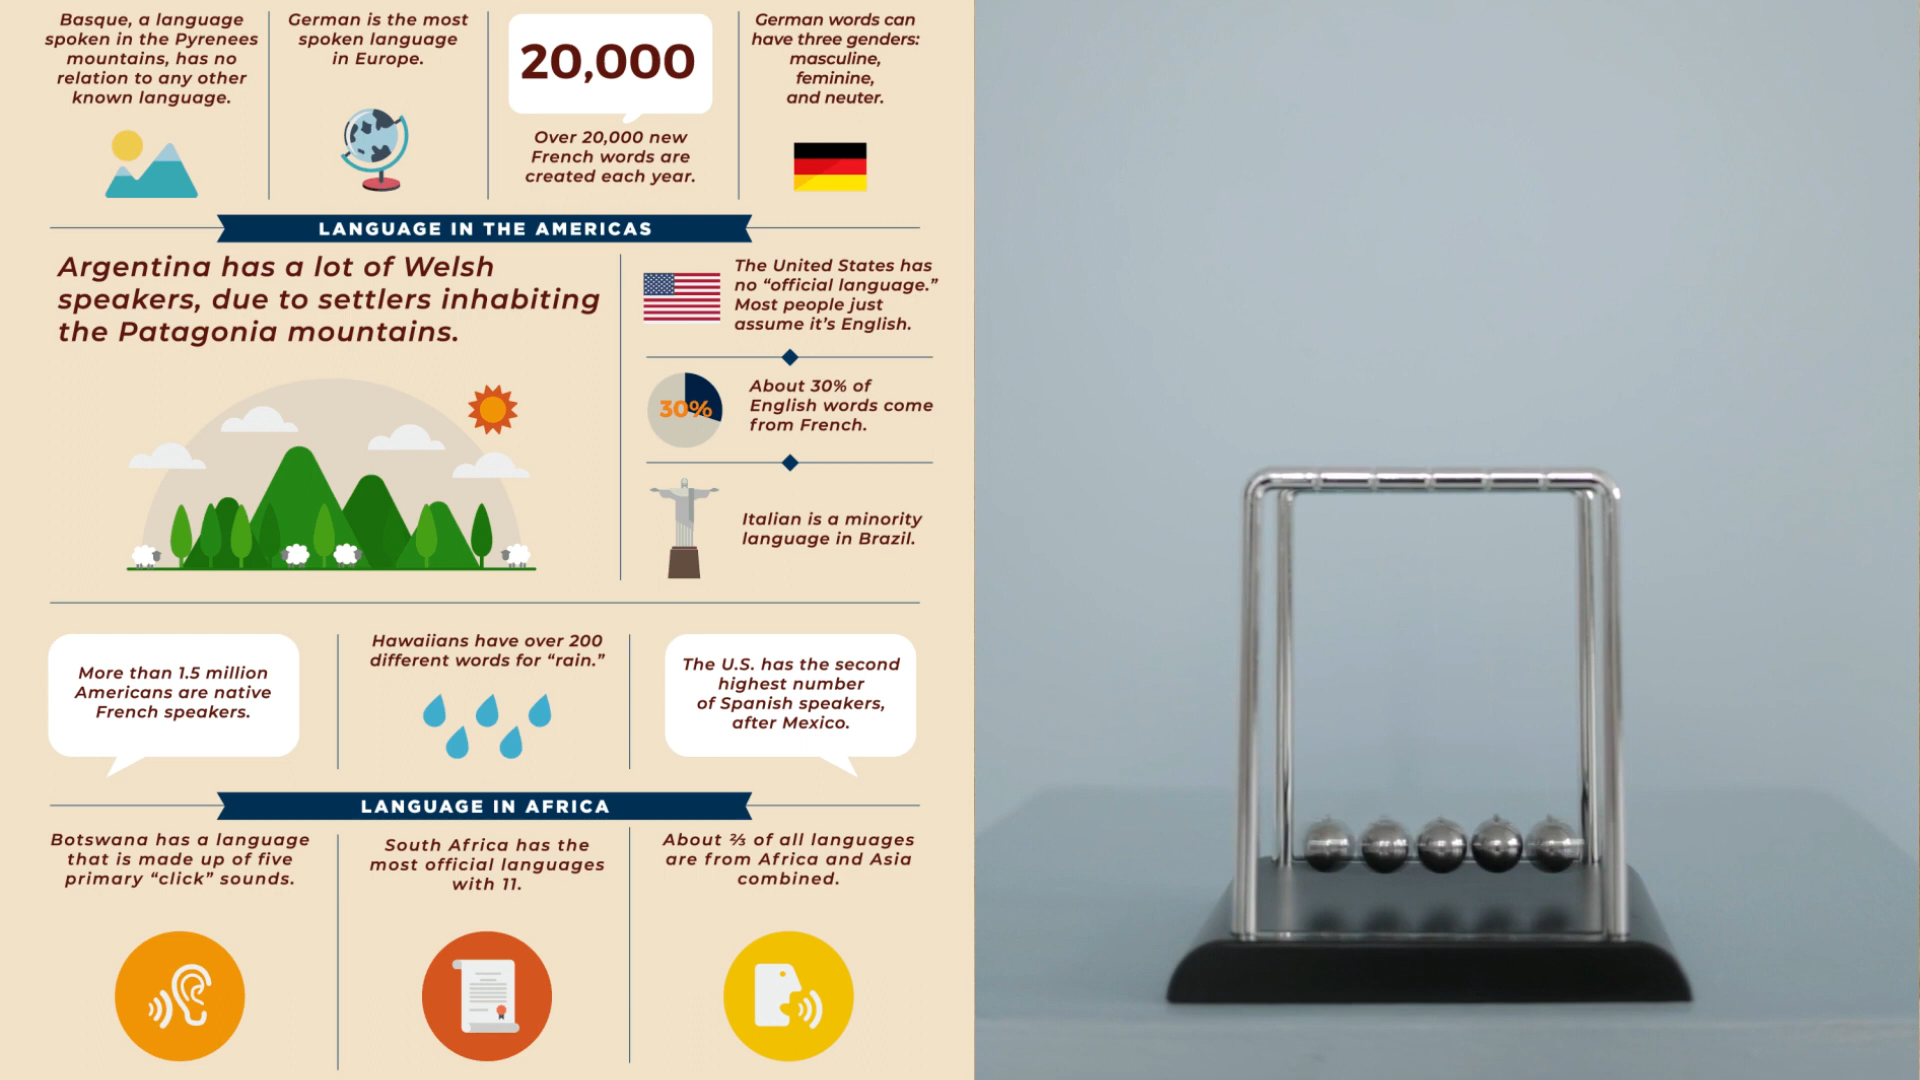 Basque, a language
spoken in the Pyrenees
mountains, has no
relation to any other
known language.
German is the most
spoken language
in Europe.
20,000
Over 20,000 new
French words are
created each year.
German words can
have three genders:
masculine,
feminine,
and neuter.
LANGUAGE IN THE AMERICAS
Argentina has a lot of Welsh
speakers, due to settlers inhabiting
the Patagonia mountains.
The United States has
no “official language.”
Most people just
assume it’s English.
30%
About 30% of
English words come
from French.
Italian is a minority
language in Brazil.
More than 1.5 million
Americans are native
French speakers.
Hawaiians have over 200
different words for “rain.”
The U.S. has the second
highest number
of Spanish speakers,
after Mexico.
LANGUAGE IN AFRICA
Botswana has a language
that is made up of five
primary “click” sounds.
South Africa has the
most official languages
with 11.
About ⅔ of all languages
are from Africa and Asia
combined.